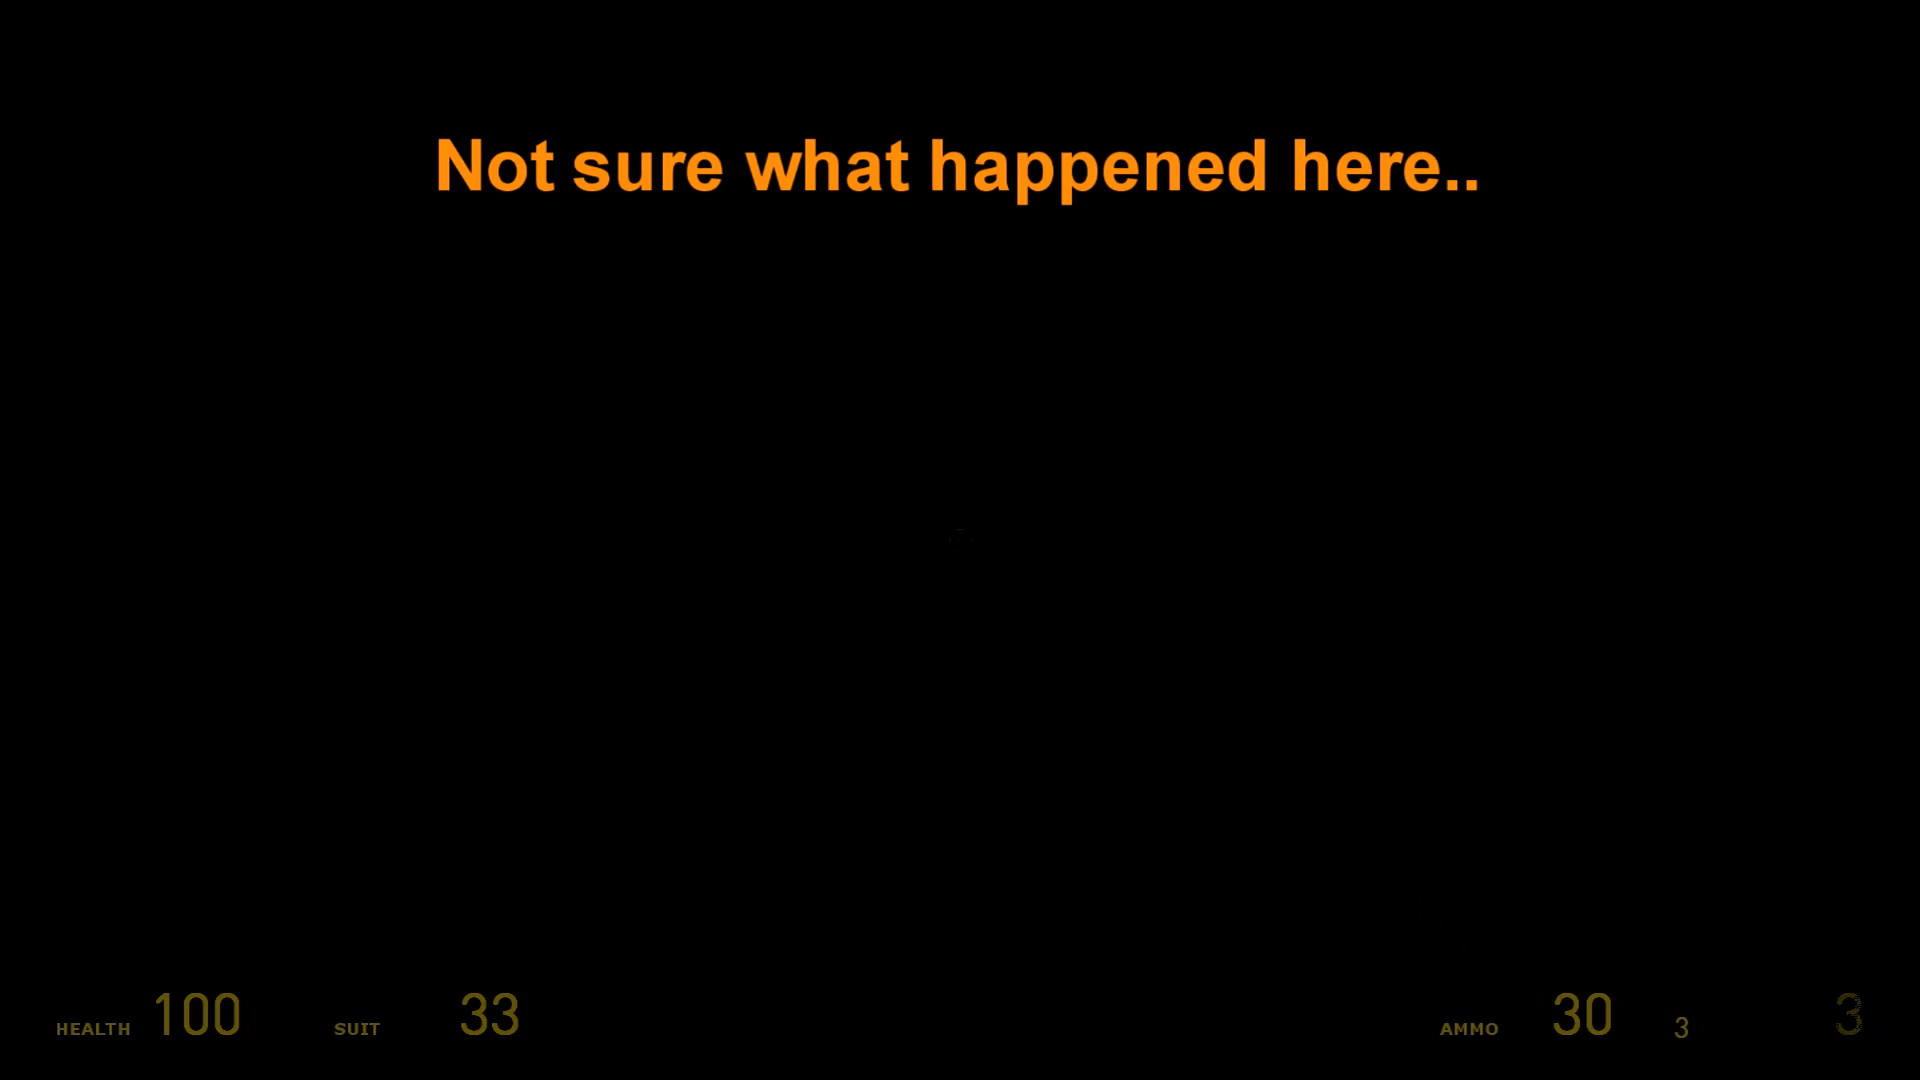 Not sure what happened here..
HEALTH 100 SUIT 33 AMMO 30 3 3